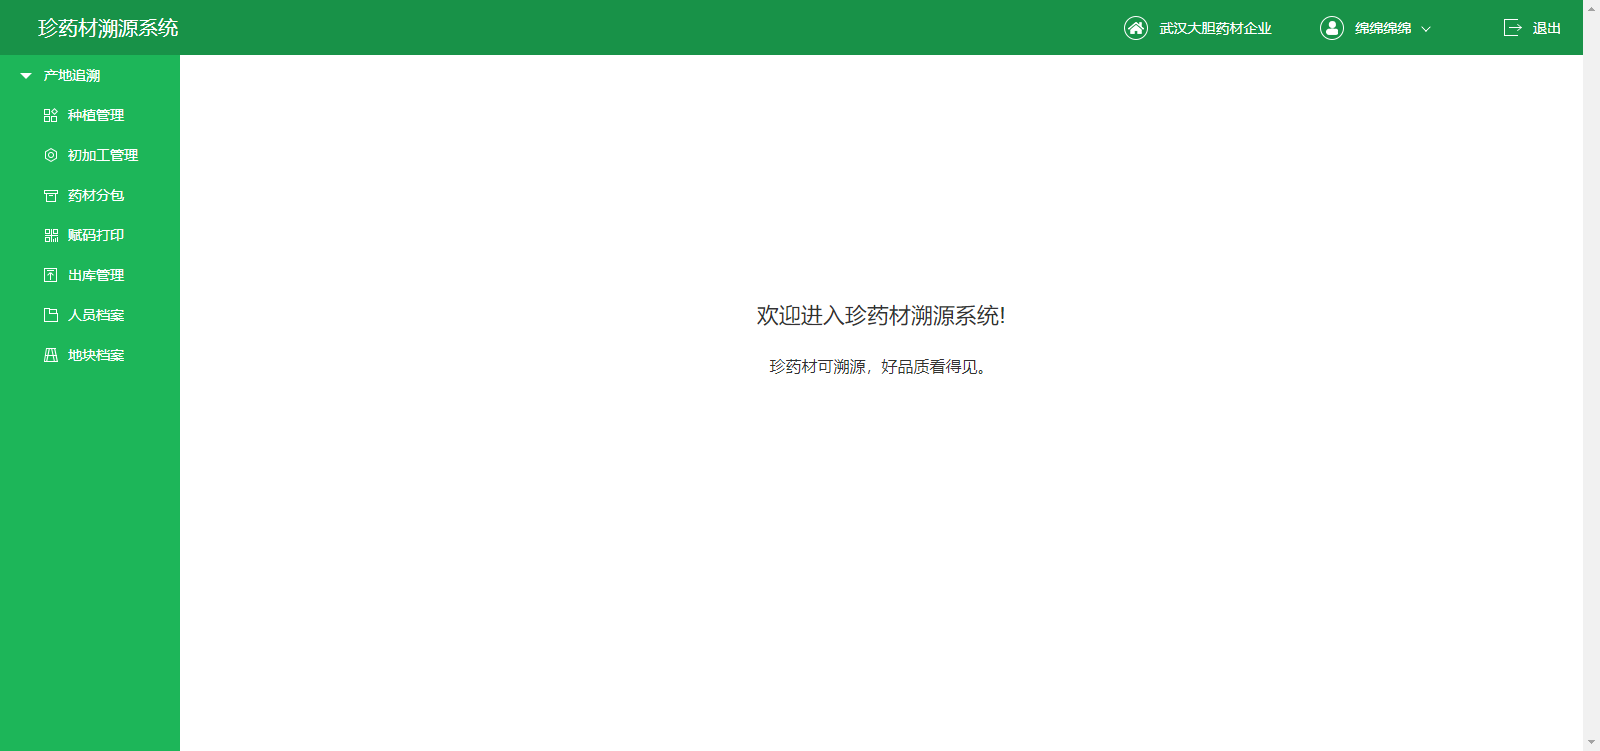 珍药材溯源系统
武汉大胆药材企业
绵绵绵绵
退出
产地追溯
种植管理
初加工管理
药材分包
赋码打印
出库管理
人员档案
地块档案
欢迎进入珍药材溯源系统!
珍药材可溯源，好品质看得见。